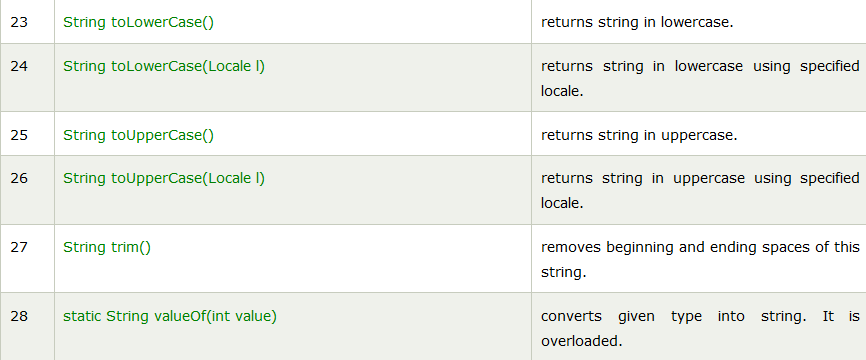 23 String toLowerCase() returns string in lowercase.
24 String toLowerCase(Locale l) returns string in lowercase using specified
locale.
25 String toUpperCase() returns string in uppercase.
26 String toUpperCase(Locale l) returns string in uppercase using specified
locale.
27 String trim() removes beginning and ending spaces of this
string.
28 static String valueOf(int value) converts given type into string. It is
overloaded.